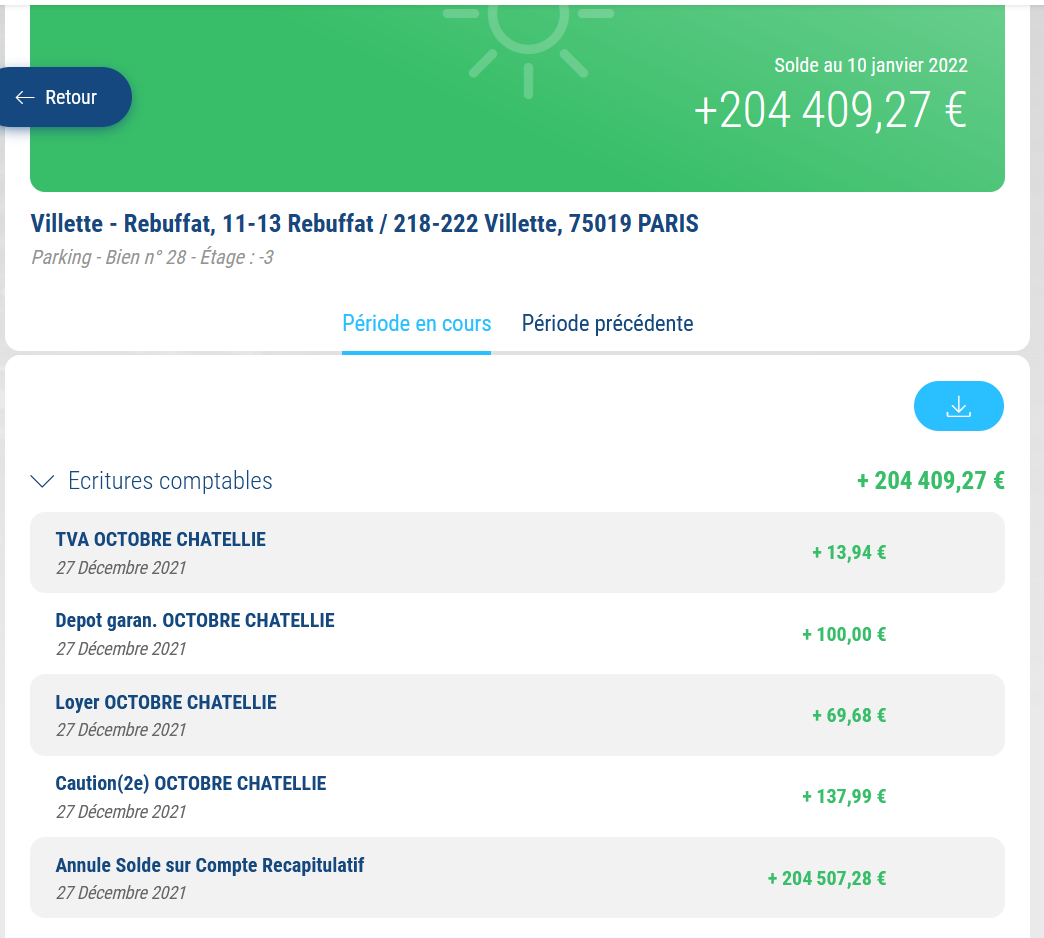 Solde au 10 janvier 2022
Retour
+204 409,27 €
Villette - Rebuffat, 11-13 Rebuffat / 218-222 Villette, 75019 PARIS
Parking - Bien n° 28 - Étage : -3
Période en cours Période précédente
Ecritures comptables + 204 409,27 €
TVA OCTOBRE CHATELLIE
+ 13,94 €
27 Décembre 2021
Depot garan. OCTOBRE CHATELLIE
+ 100,00 €
27 Décembre 2021
Loyer OCTOBRE CHATELLIE
+ 69,68 €
27 Décembre 2021
Caution(2e) OCTOBRE CHATELLIE
+ 137,99 €
27 Décembre 2021
Annule Solde sur Compte Recapitulatif
+ 204 507,28 €
27 Décembre 2021